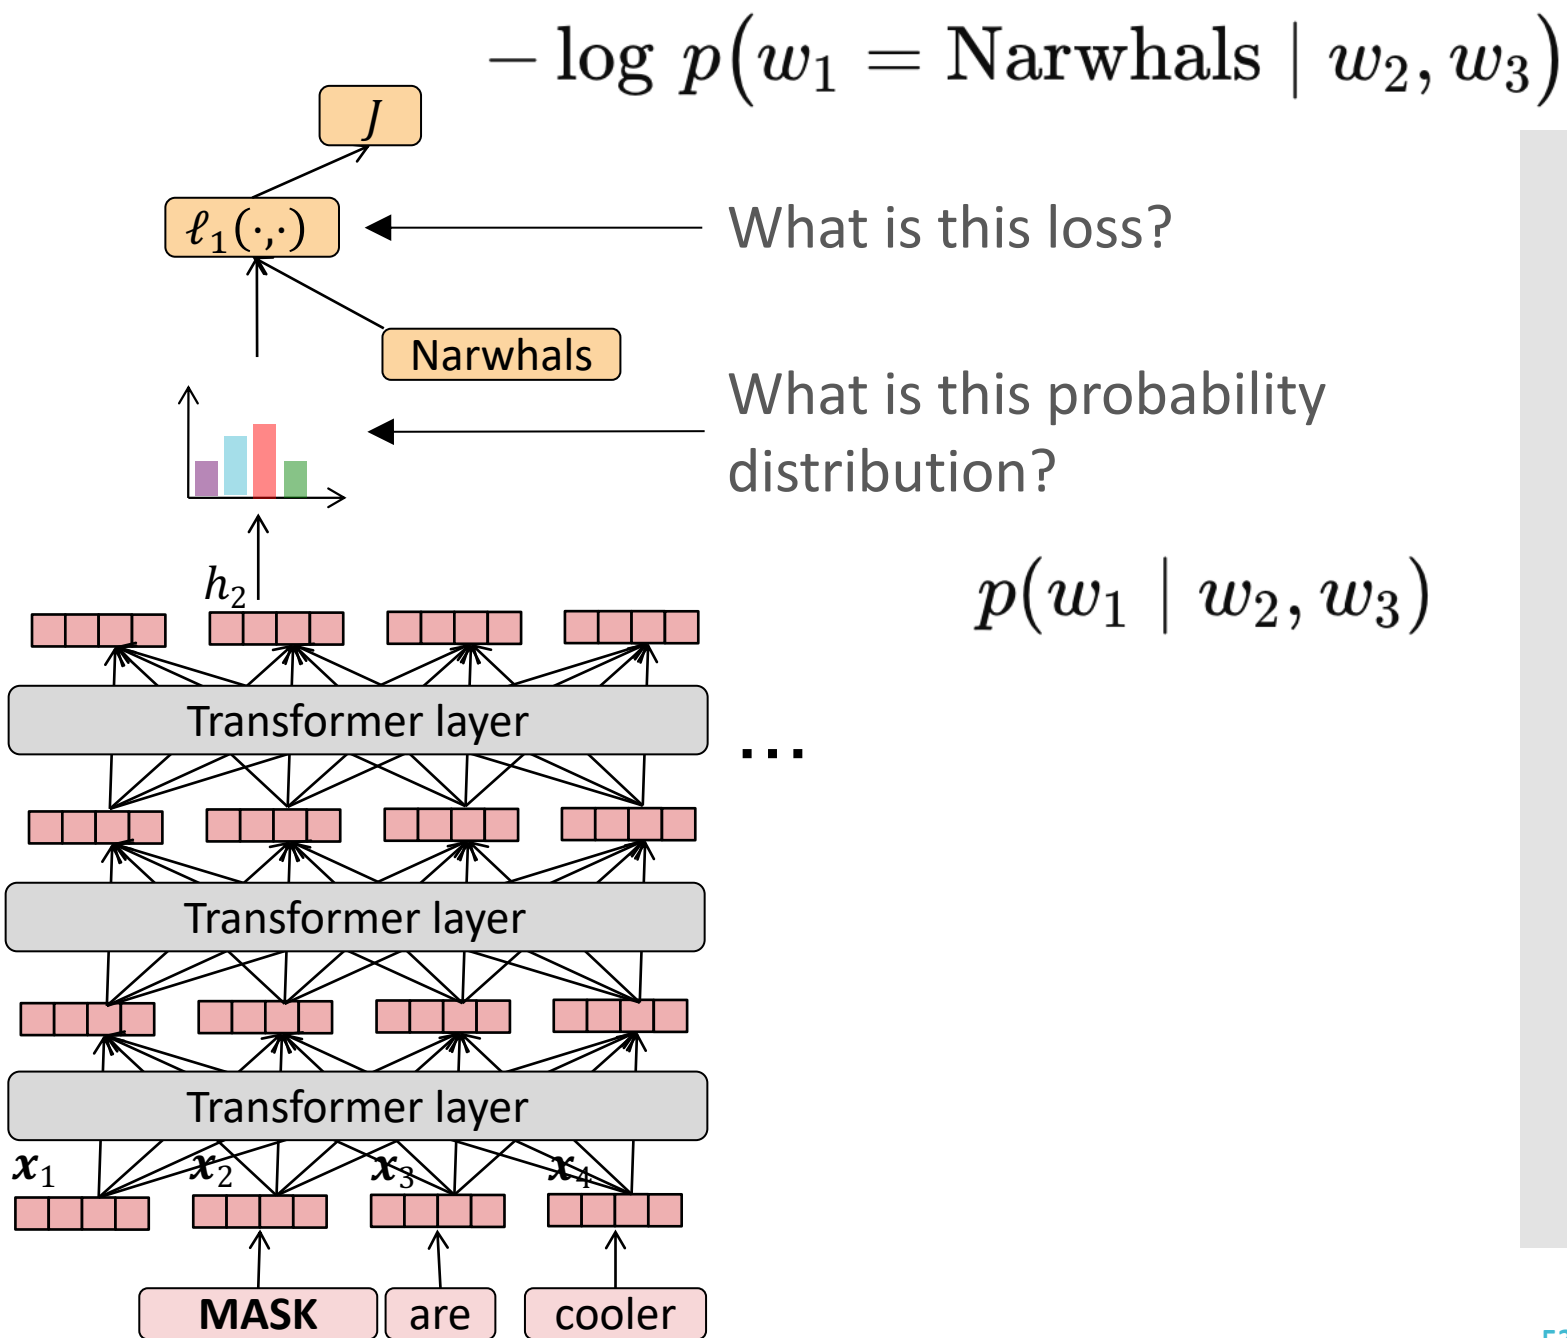 − log p(w₁ = Narwhals | w₂, w₃)
J
ℓ₁(·,·)
What is this loss?
Narwhals
What is this probability
distribution?
h₂
p(w₁ | w₂, w₃)
Transformer layer
...
Transformer layer
Transformer layer
x₁ x₂ x₃ x₄
MASK are cooler